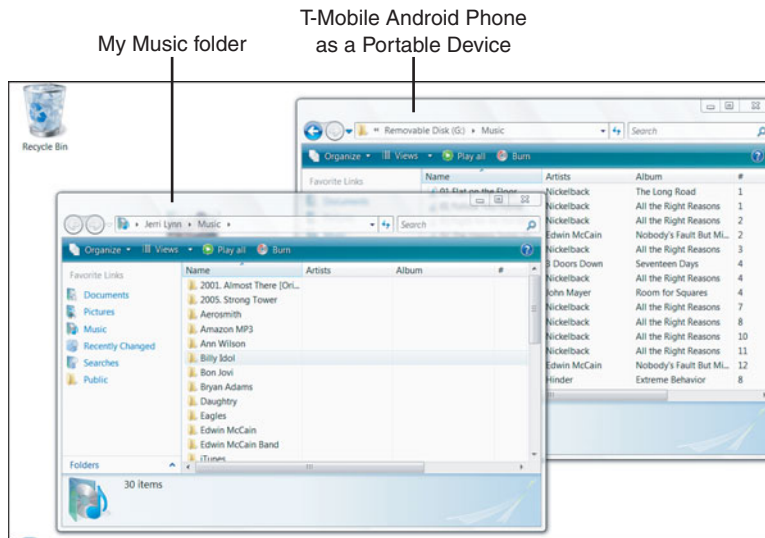 T-Mobile Android Phone
as a Portable Device
My Music folder
Recycle Bin
Removable Disk (G:) Music
Search
Organize Views Play all Burn
Favorite Links
Name Artists Album #
01 Flat on the Floor Nickelback The Long Road 1
Nickelback All the Right Reasons 1
Nickelback All the Right Reasons 2
Edwin McCain Nobody's Fault But Mi... 2
Nickelback All the Right Reasons 3
3 Doors Down Seventeen Days 4
Nickelback All the Right Reasons 4
John Mayer Room for Squares 4
Nickelback All the Right Reasons 7
Nickelback All the Right Reasons 8
Nickelback All the Right Reasons 10
Nickelback All the Right Reasons 11
Edwin McCain Nobody's Fault But Mi... 12
Hinder Extreme Behavior 8
Jerri Lynn Music
Search
Organize Views Play all Burn
Favorite Links
Documents
Pictures
Music
Recently Changed
Searches
Public
Folders
Name Artists Album #
2001. Almost There [Ori...
2005. Strong Tower
Aerosmith
Amazon MP3
Ann Wilson
Billy Idol
Bon Jovi
Bryan Adams
Daughtry
Eagles
Edwin McCain
Edwin McCain Band
iTunes
30 items